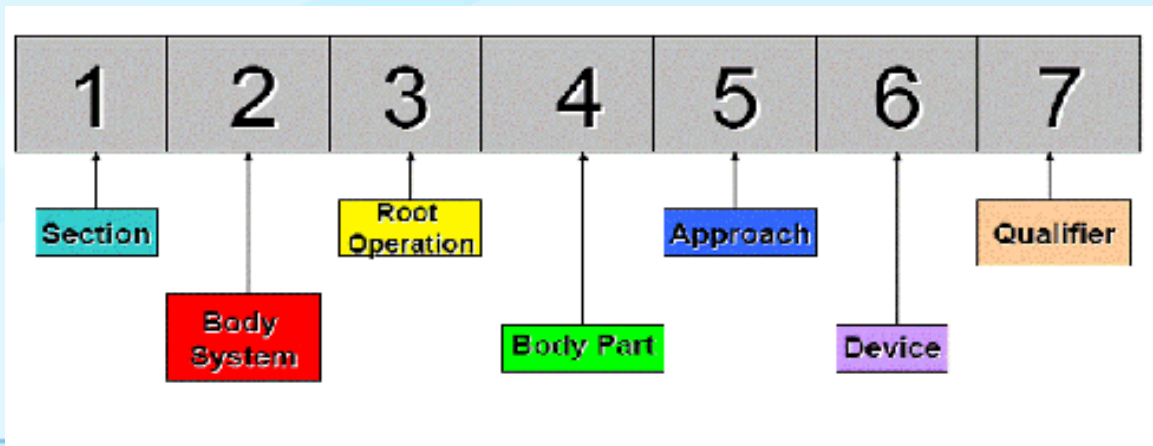 1 2 3 4 5 6 7
Section
Root
Operation
Approach
Qualifier
Body
System
Body Part
Device